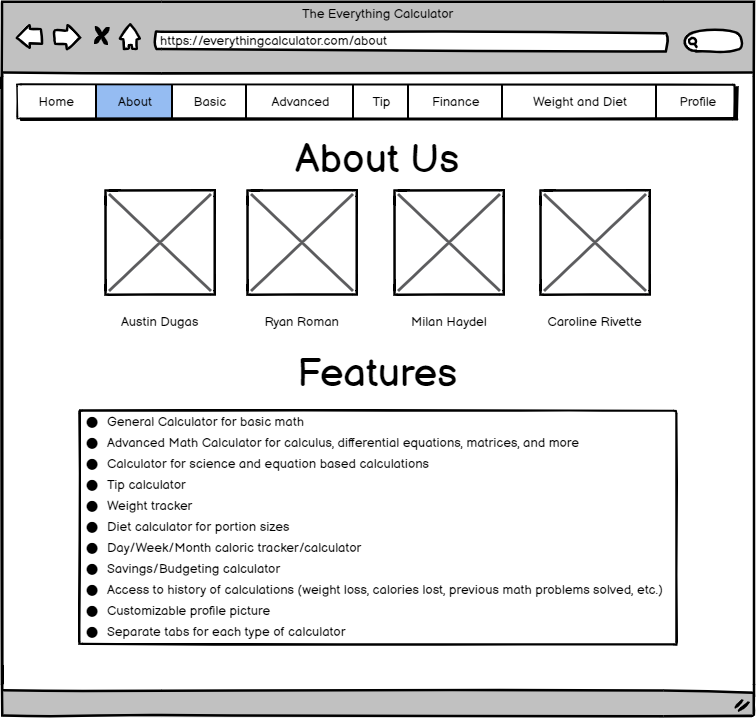 The Everything Calculator
https://everythingcalculator.com/about
Home About Basic Advanced Tip Finance Weight and Diet Profile
About Us
Austin Dugas Ryan Roman Milan Haydel Caroline Rivette
Features
General Calculator for basic math
Advanced Math Calculator for calculus, differential equations, matrices, and more
Calculator for science and equation based calculations
Tip calculator
Weight tracker
Diet calculator for portion sizes
Day/Week/Month caloric tracker/calculator
Savings/Budgeting calculator
Access to history of calculations (weight loss, calories lost, previous math problems solved, etc.)
Customizable profile picture
Separate tabs for each type of calculator